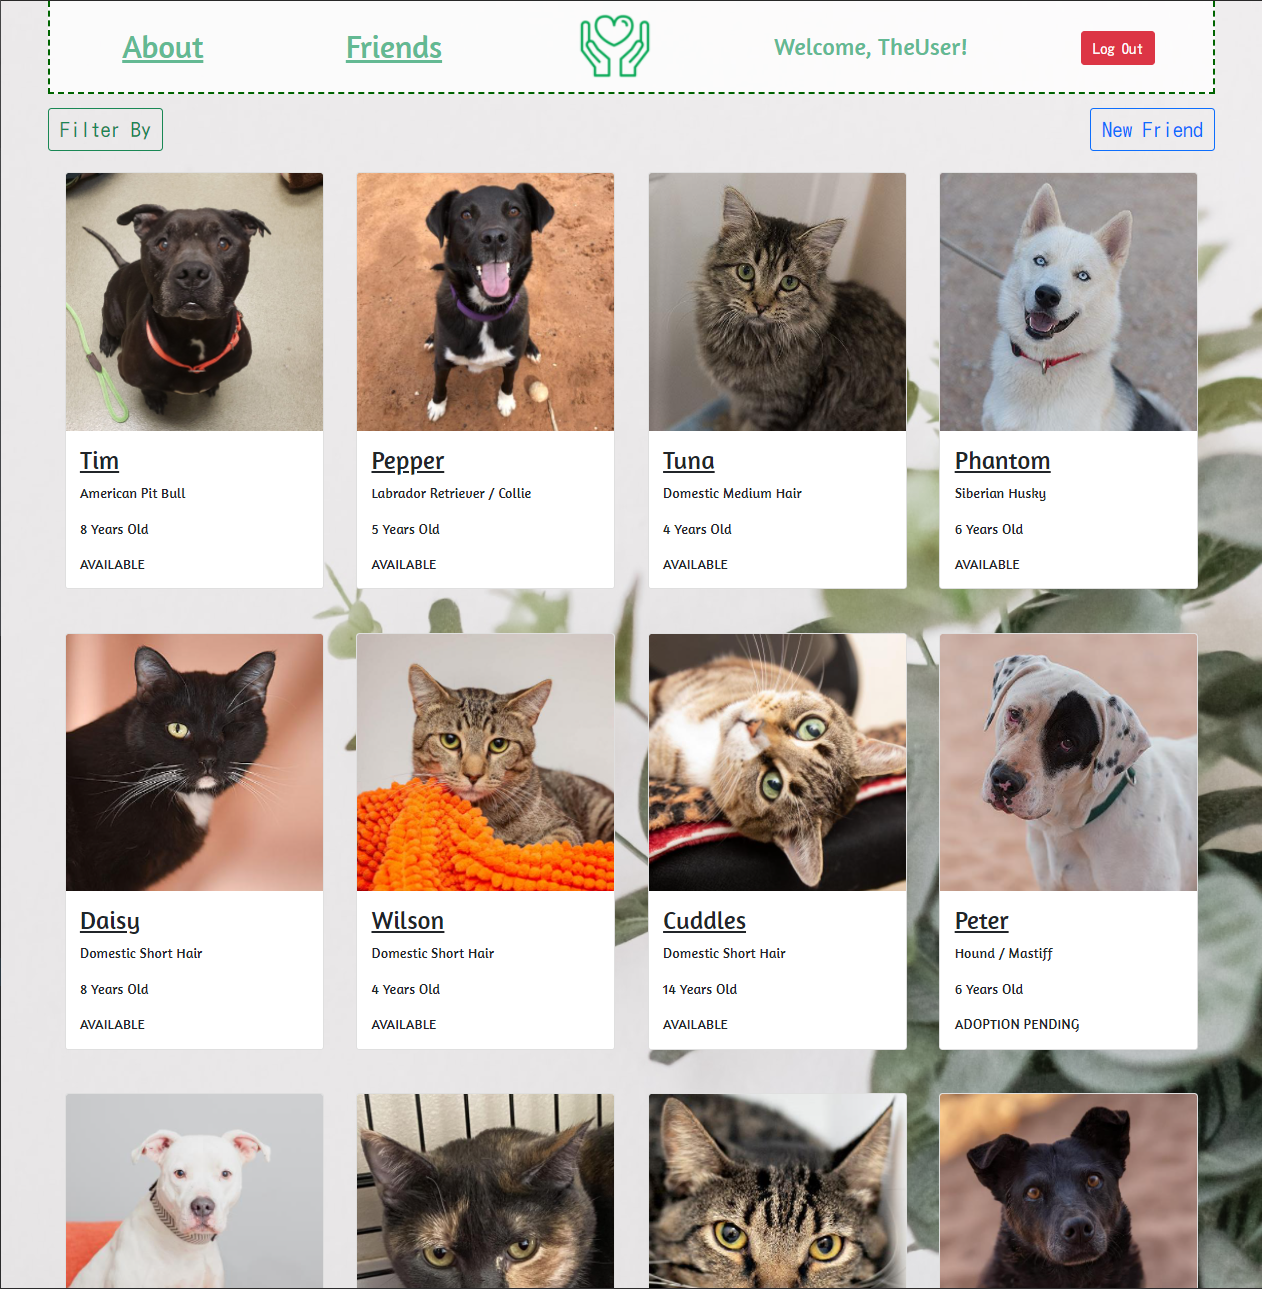 About Friends Welcome, TheUser! Log Out
Filter By New Friend
Tim Pepper Tuna Phantom
American Pit Bull Labrador Retriever / Collie Domestic Medium Hair Siberian Husky
8 Years Old 5 Years Old 4 Years Old 6 Years Old
AVAILABLE AVAILABLE AVAILABLE AVAILABLE
Daisy Wilson Cuddles Peter
Domestic Short Hair Domestic Short Hair Domestic Short Hair Hound / Mastiff
8 Years Old 4 Years Old 14 Years Old 6 Years Old
AVAILABLE AVAILABLE AVAILABLE ADOPTION PENDING